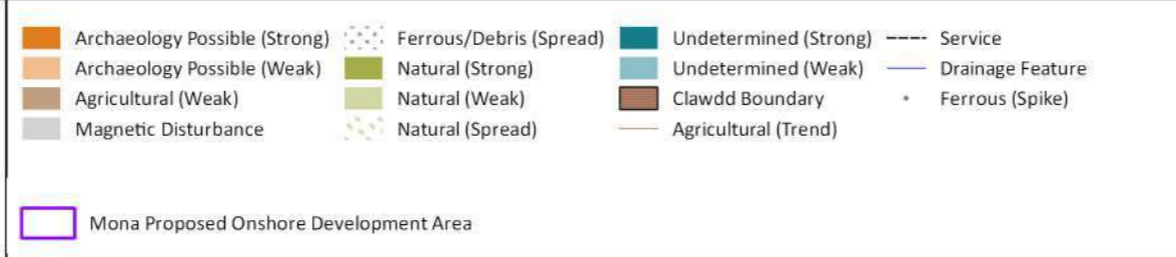 Archaeology Possible (Strong)
Archaeology Possible (Weak)
Agricultural (Weak)
Magnetic Disturbance
Ferrous/Debris (Spread)
Natural (Strong)
Natural (Weak)
Natural (Spread)
Undetermined (Strong)
Undetermined (Weak)
Clawdd Boundary
Agricultural (Trend)
Service
Drainage Feature
Ferrous (Spike)
Mona Proposed Onshore Development Area